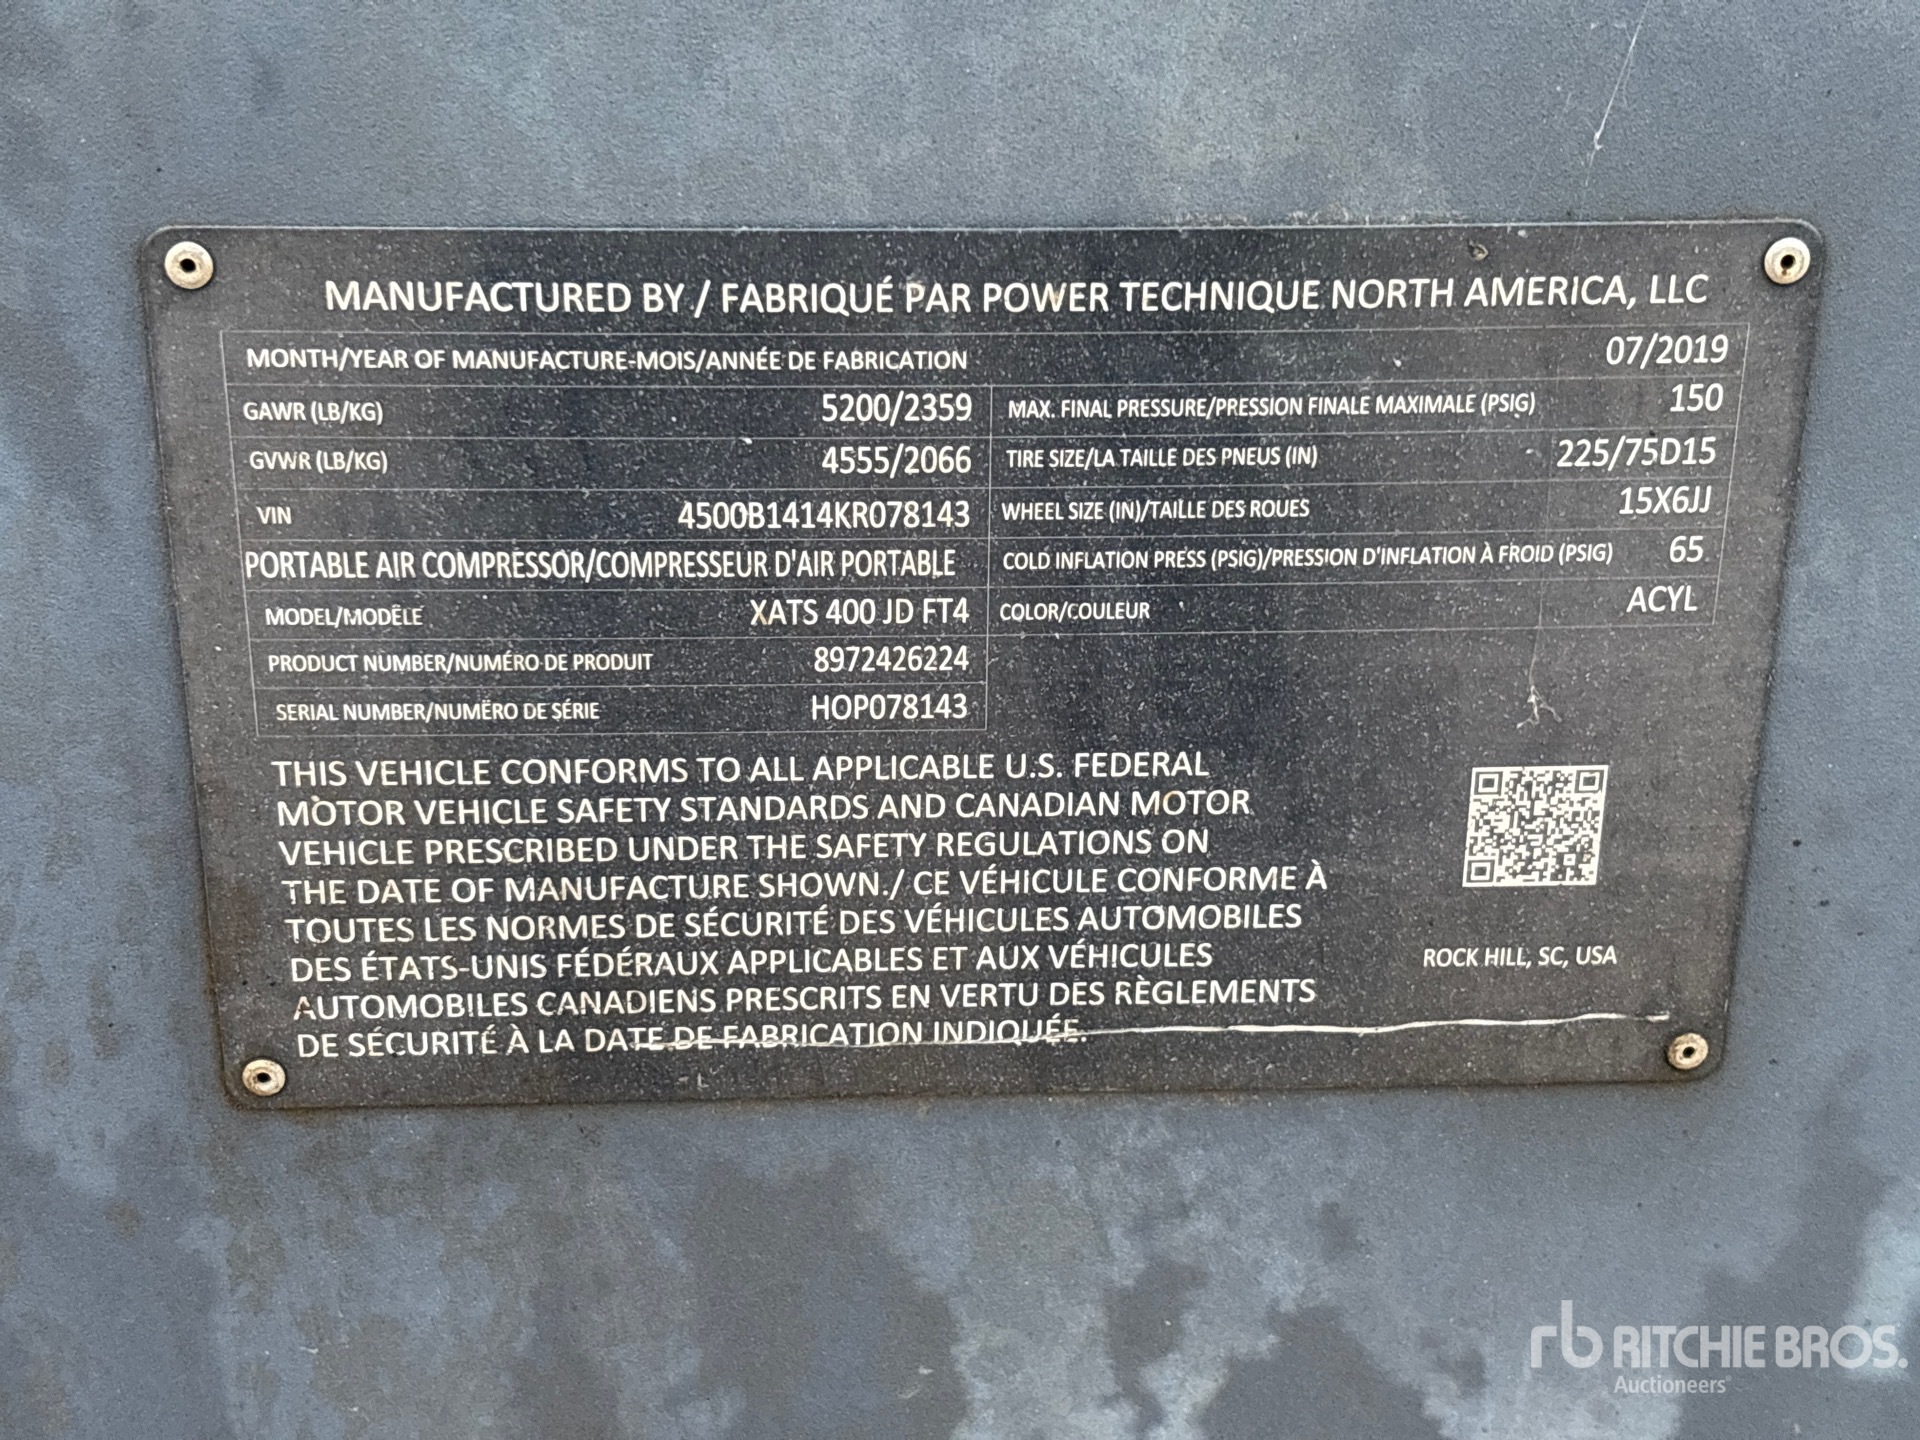 MANUFACTURED BY / FABRIQUÉ PAR POWER TECHNIQUE NORTH AMERICA, LLC
MONTH/YEAR OF MANUFACTURE-MOIS/ANNÉE DE FABRICATION 07/2019
GAWR (LB/KG) 5200/2359 MAX. FINAL PRESSURE/PRESSION FINALE MAXIMALE (PSIG) 150
GVWR (LB/KG) 4555/2066 TIRE SIZE/LA TAILLE DES PNEUS (IN) 225/75D15
VIN 4500B1414KR078143 WHEEL SIZE (IN)/TAILLE DES ROUES 15X6JJ
PORTABLE AIR COMPRESSOR/COMPRESSEUR D'AIR PORTABLE COLD INFLATION PRESS (PSIG)/PRESSION D'INFLATION À FROID (PSIG) 65
MODEL/MODÈLE XATS 400 JD FT4 COLOR/COULEUR ACYL
PRODUCT NUMBER/NUMÉRO DE PRODUIT 8972426224
SERIAL NUMBER/NUMËRO DE SÉRIE HOP078143
THIS VEHICLE CONFORMS TO ALL APPLICABLE U.S. FEDERAL
MOTOR VEHICLE SAFETY STANDARDS AND CANADIAN MOTOR
VEHICLE PRESCRIBED UNDER THE SAFETY REGULATIONS ON
THE DATE OF MANUFACTURE SHOWN./ CE VÉHICULE CONFORME À
TOUTES LES NORMES DE SÉCURITÉ DES VÉHICULES AUTOMOBILES
DES ÉTATS-UNIS FÉDÉRAUX APPLICABLES ET AUX VÉHICULES
AUTOMOBILES CANADIENS PRESCRITS EN VERTU DES RÈGLEMENTS
DE SÉCURITÉ À LA DATE DE FABRICATION INDIQUÉE.
ROCK HILL, SC, USA
rb RITCHIE BROS.
Auctioneers